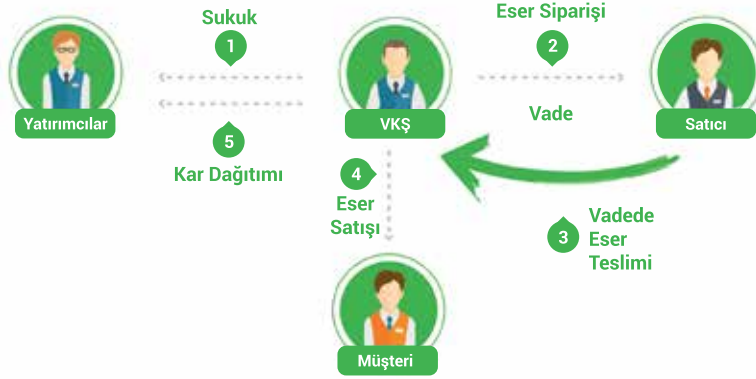 Sukuk
1
Eser Siparişi
2
Yatırımcılar
VKŞ
Vade
Satıcı
5
Kar Dağıtımı
4
Eser
Satışı
3
Vadede
Eser
Teslimi
Müşteri